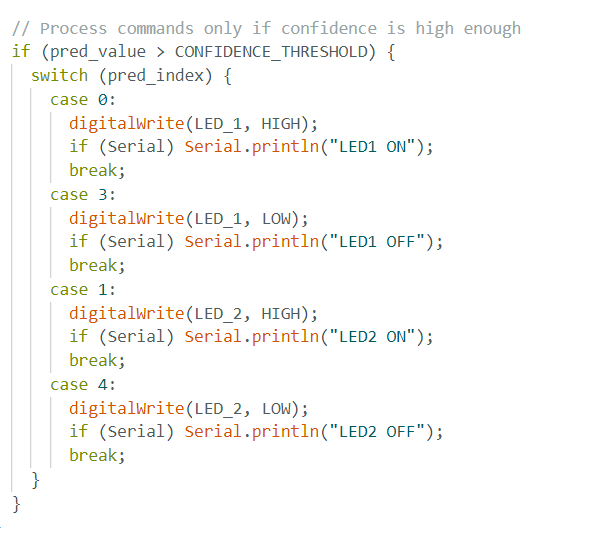 // Process commands only if confidence is high enough
if (pred_value > CONFIDENCE_THRESHOLD) {
  switch (pred_index) {
    case 0:
      digitalWrite(LED_1, HIGH);
      if (Serial) Serial.println("LED1 ON");
      break;
    case 3:
      digitalWrite(LED_1, LOW);
      if (Serial) Serial.println("LED1 OFF");
      break;
    case 1:
      digitalWrite(LED_2, HIGH);
      if (Serial) Serial.println("LED2 ON");
      break;
    case 4:
      digitalWrite(LED_2, LOW);
      if (Serial) Serial.println("LED2 OFF");
      break;
  }
}